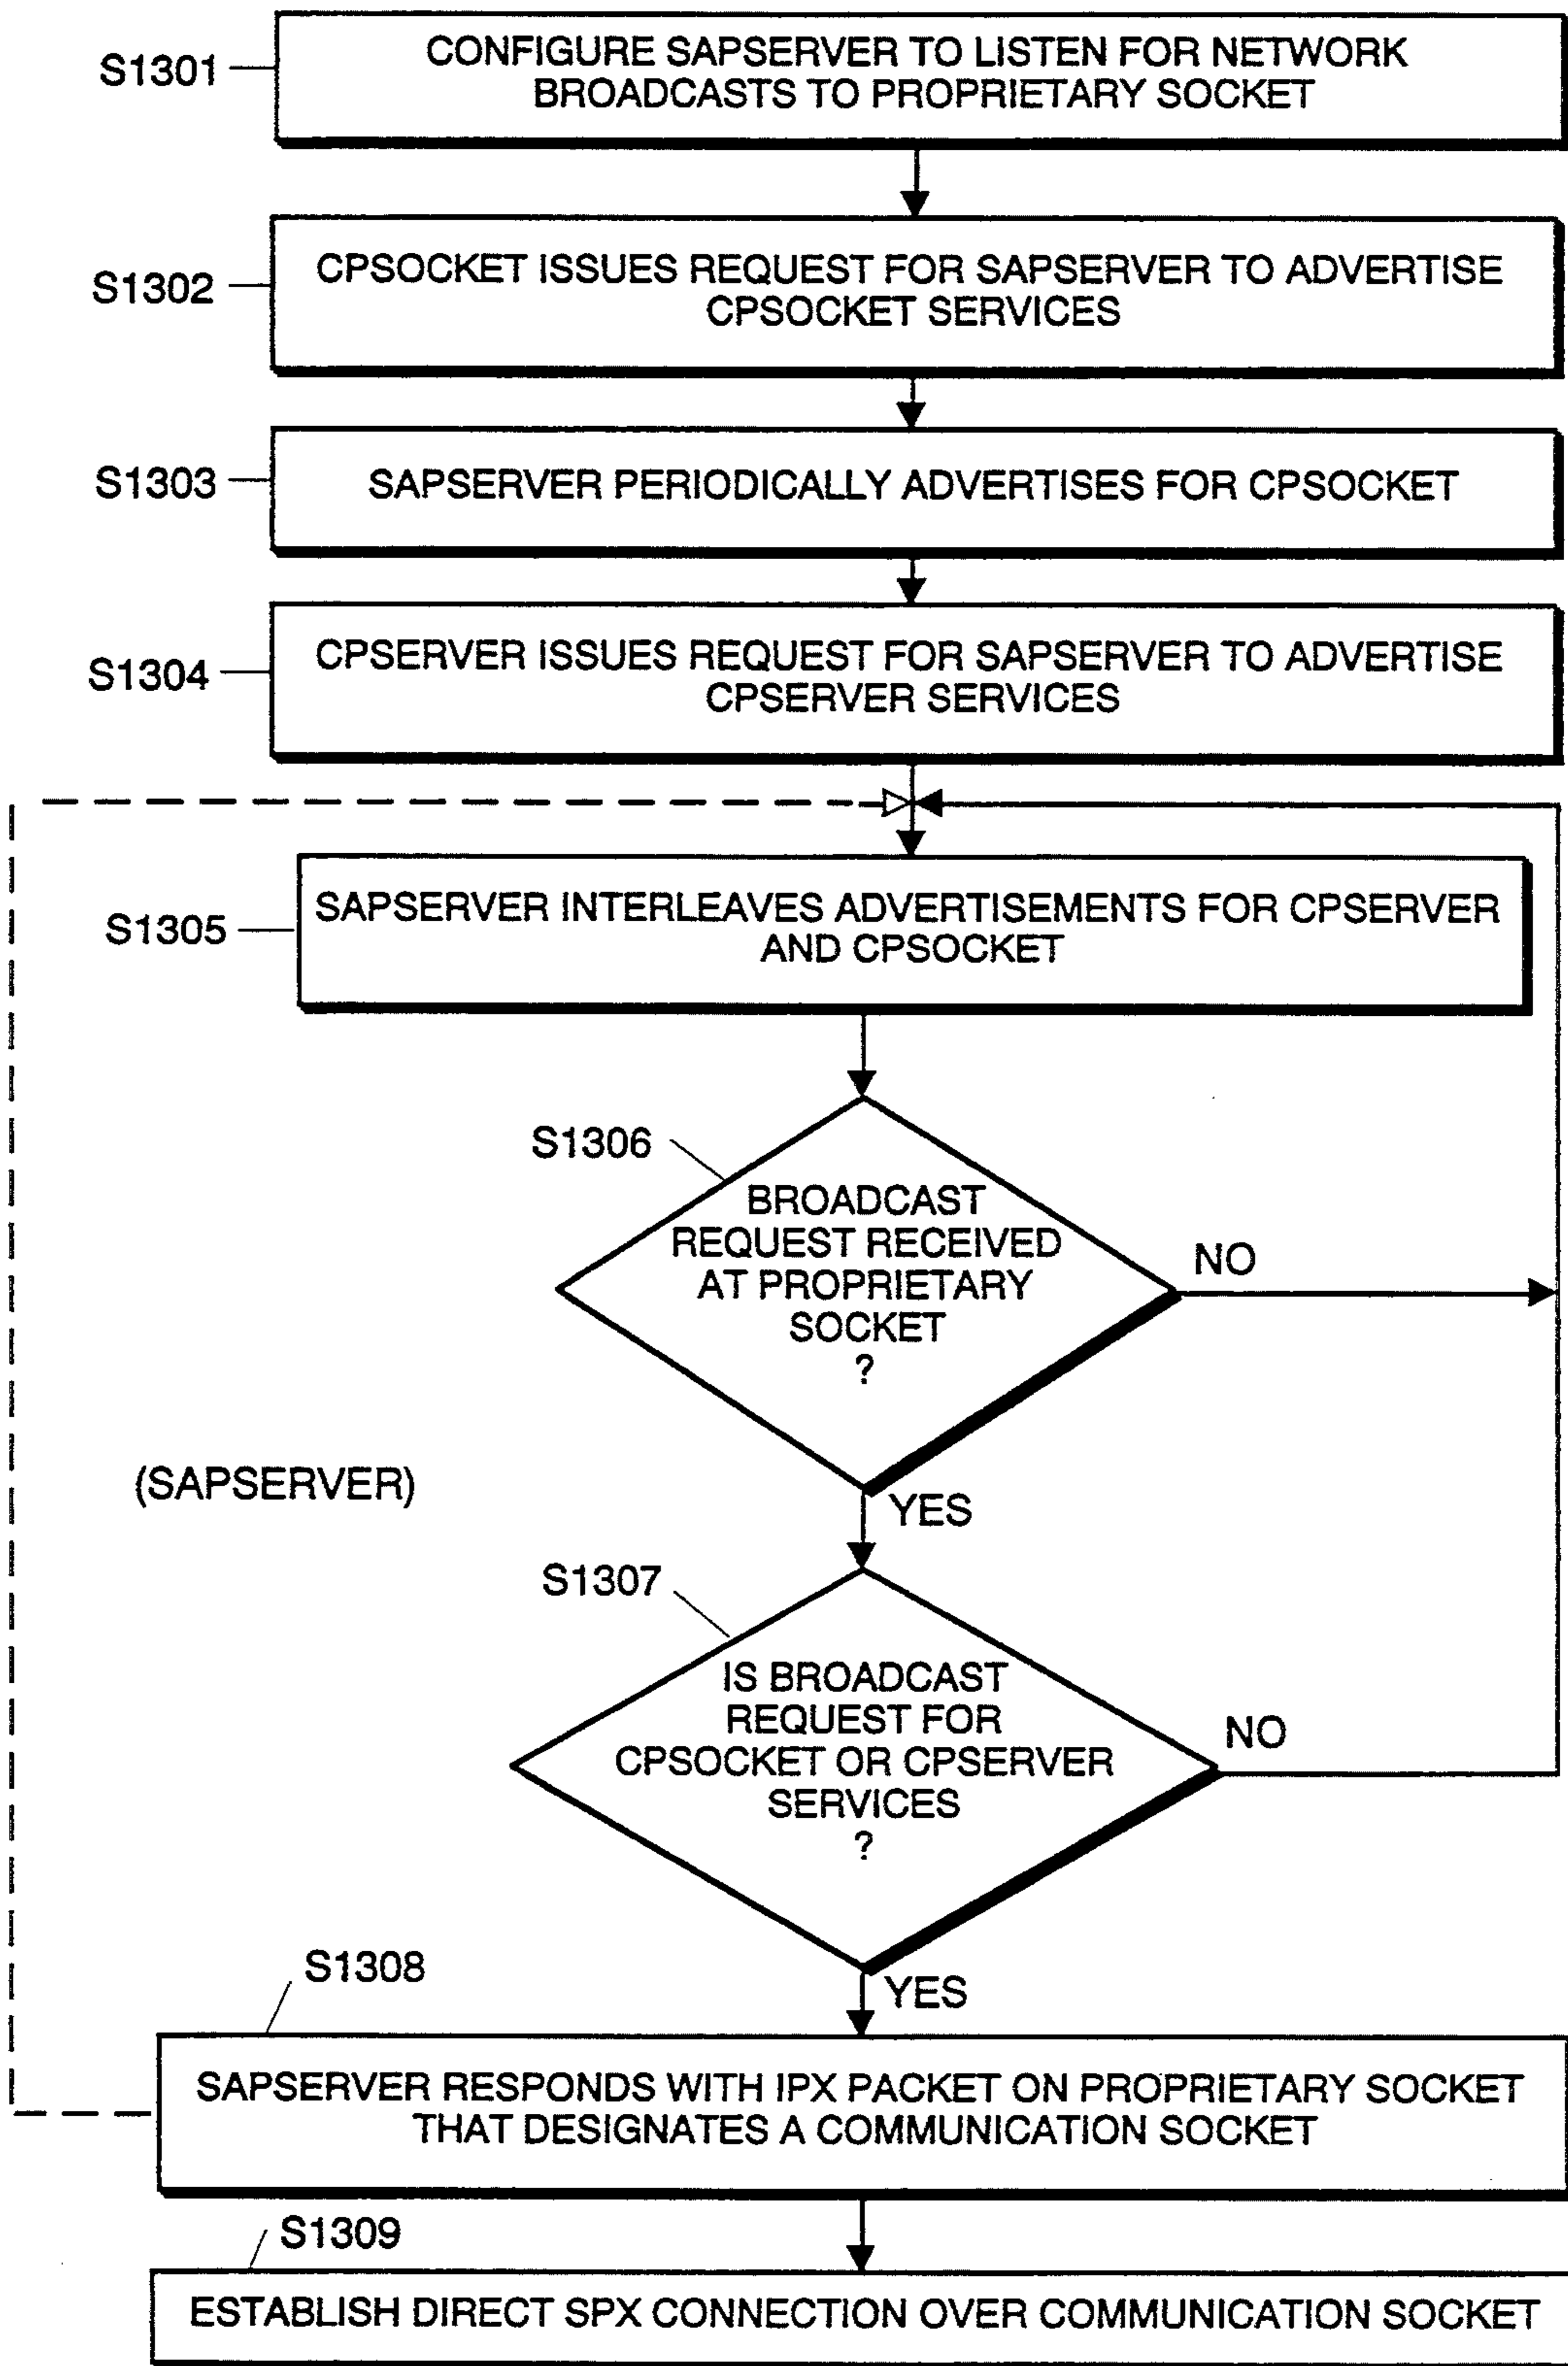 S1301
CONFIGURE SAPSERVER TO LISTEN FOR NETWORK
BROADCASTS TO PROPRIETARY SOCKET
S1302
CPSOCKET ISSUES REQUEST FOR SAPSERVER TO ADVERTISE
CPSOCKET SERVICES
S1303
SAPSERVER PERIODICALLY ADVERTISES FOR CPSOCKET
S1304
CPSERVER ISSUES REQUEST FOR SAPSERVER TO ADVERTISE
CPSERVER SERVICES
S1305
SAPSERVER INTERLEAVES ADVERTISEMENTS FOR CPSERVER
AND CPSOCKET
S1306
BROADCAST
REQUEST RECEIVED
AT PROPRIETARY
SOCKET
?
NO
(SAPSERVER)
YES
S1307
IS BROADCAST
REQUEST FOR
CPSOCKET OR CPSERVER
SERVICES
?
NO
YES
S1308
SAPSERVER RESPONDS WITH IPX PACKET ON PROPRIETARY SOCKET
THAT DESIGNATES A COMMUNICATION SOCKET
S1309
ESTABLISH DIRECT SPX CONNECTION OVER COMMUNICATION SOCKET